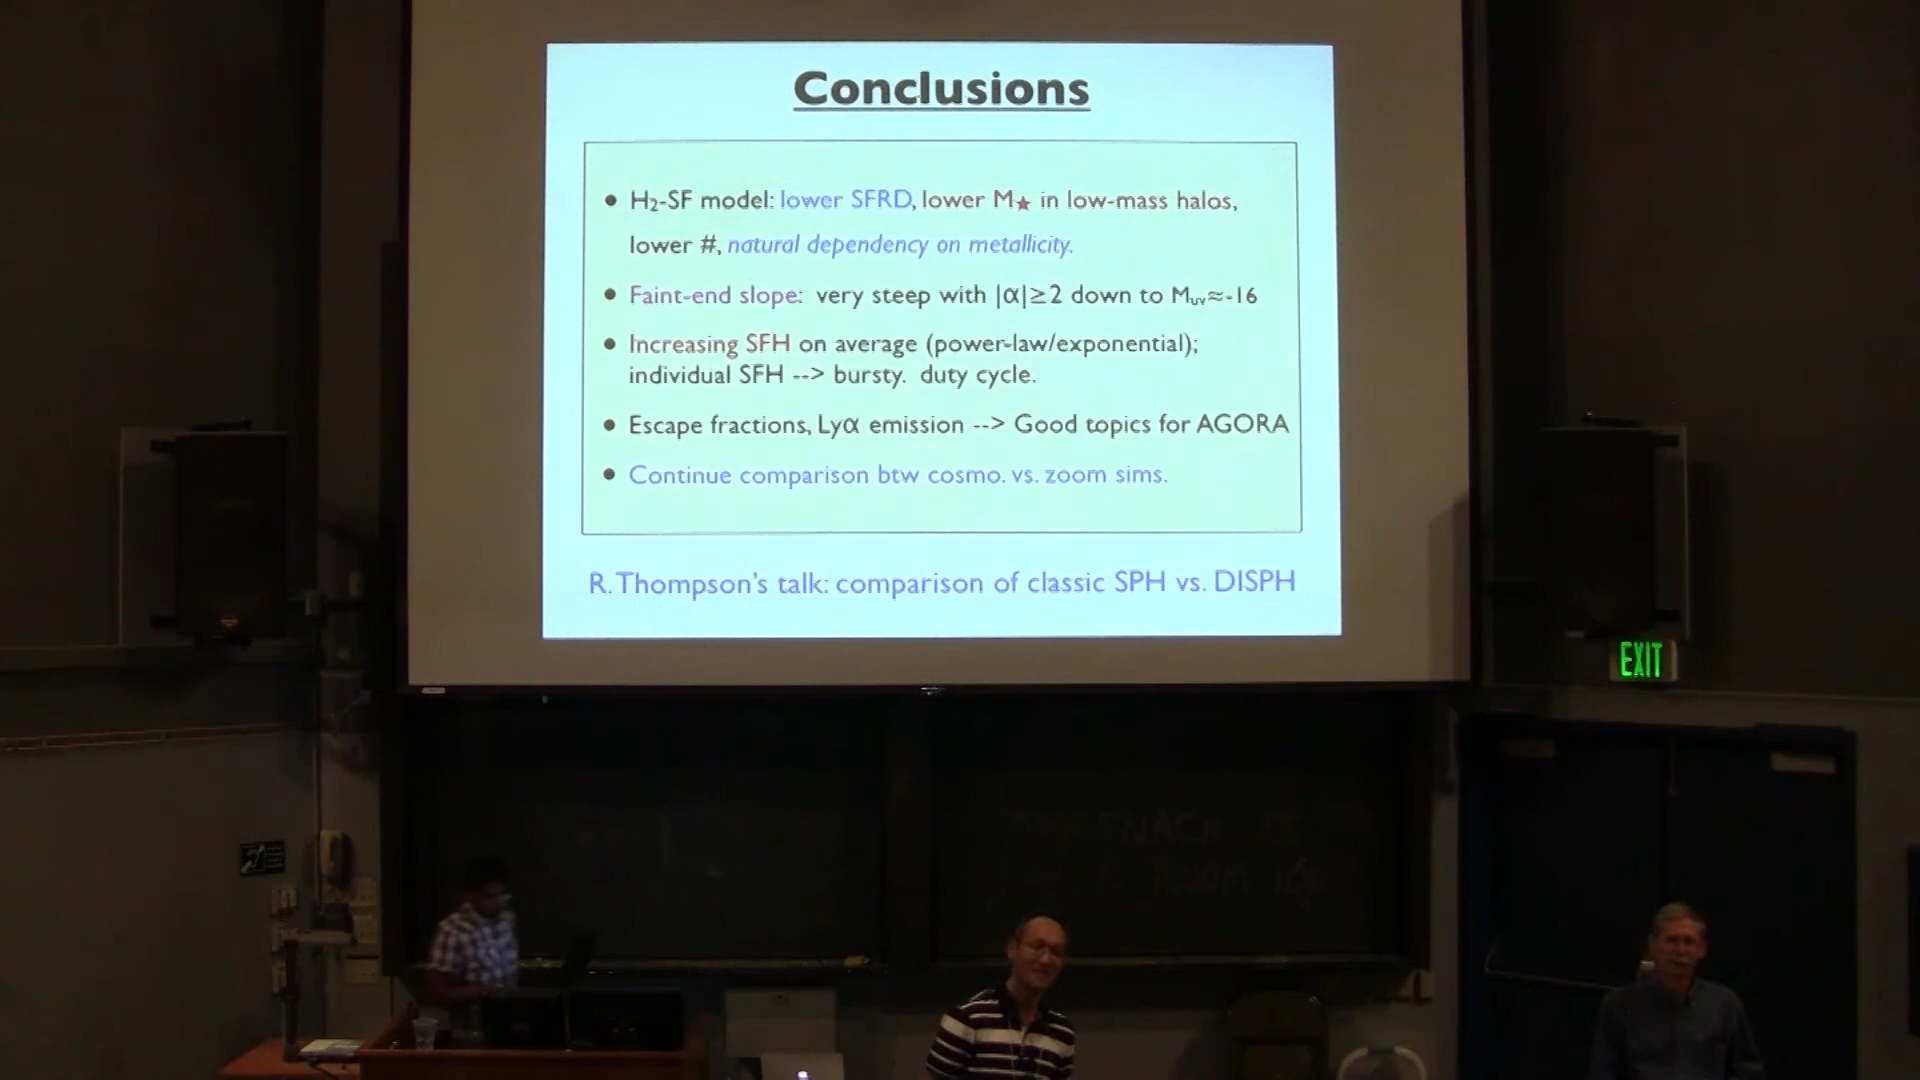 Conclusions
• H₂-SF model: lower SFRD, lower M★ in low-mass halos,
lower #, natural dependency on metallicity.
• Faint-end slope: very steep with |α|≥2 down to Muv≈-16
• Increasing SFH on average (power-law/exponential);
individual SFH --> bursty. duty cycle.
• Escape fractions, Lyα emission --> Good topics for AGORA
• Continue comparison btw cosmo. vs. zoom sims.
R. Thompson's talk: comparison of classic SPH vs. DISPH
EXIT